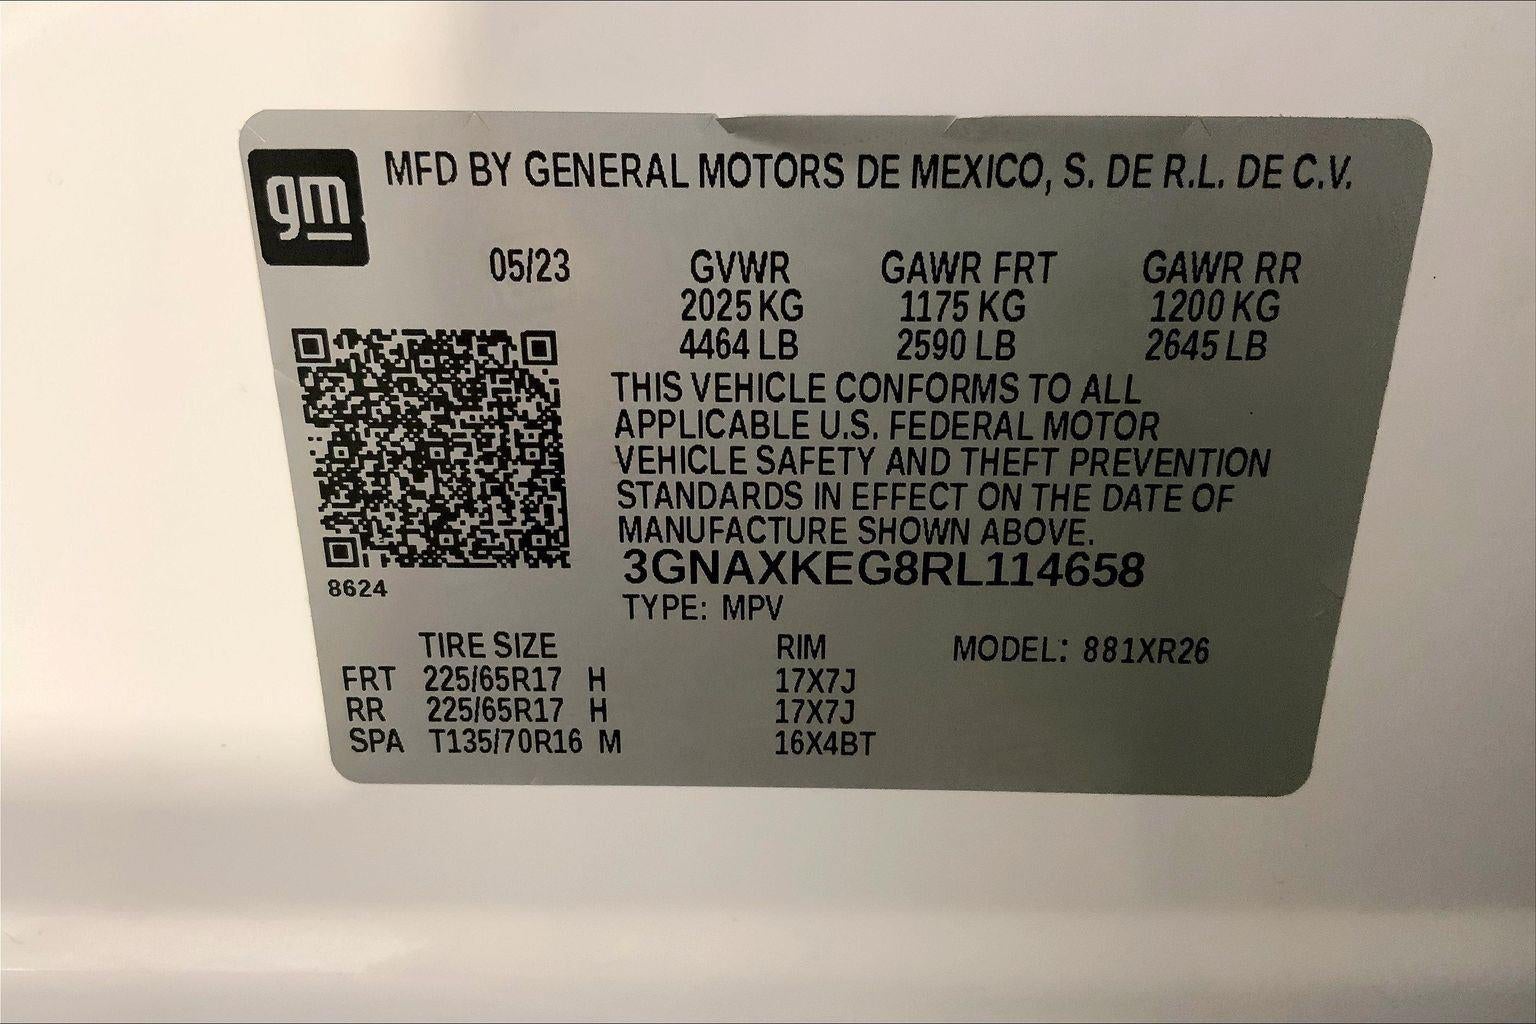 gm
MFD BY GENERAL MOTORS DE MEXICO, S. DE R.L. DE C.V.
05/23 GVWR GAWR FRT GAWR RR
2025 KG 1175 KG 1200 KG
4464 LB 2590 LB 2645 LB
THIS VEHICLE CONFORMS TO ALL
APPLICABLE U.S. FEDERAL MOTOR
VEHICLE SAFETY AND THEFT PREVENTION
STANDARDS IN EFFECT ON THE DATE OF
MANUFACTURE SHOWN ABOVE.
3GNAXKEG8RL114658
8624
TYPE: MPV
TIRE SIZE RIM MODEL: 881XR26
FRT 225/65R17 H 17X7J
RR 225/65R17 H 17X7J
SPA T135/70R16 M 16X4BT